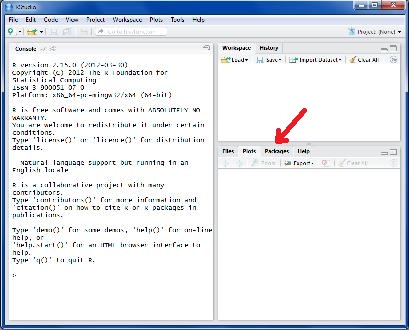 RStudio
File Edit Code View Project Workspace Plots Tools Help
Go to file/function
Project: (None)
Console ~/
R version 2.15.0 (2012-03-30)
Copyright (C) 2012 The R Foundation for
Statistical Computing
ISBN 3-900051-07-0
Platform: x86_64-pc-mingw32/x64 (64-bit)
R is free software and comes with ABSOLUTELY NO
WARRANTY.
You are welcome to redistribute it under certain
conditions.
Type 'license()' or 'licence()' for distribution
details.
Natural language support but running in an
English locale
R is a collaborative project with many
contributors.
Type 'contributors()' for more information and
'citation()' on how to cite R or R packages in
publications.
Type 'demo()' for some demos, 'help()' for on-line
help, or
'help.start()' for an HTML browser interface to
help.
Type 'q()' to quit R.
>
Workspace History
Load Save Import Dataset Clear All
Files Plots Packages Help
Zoom Export Clear All